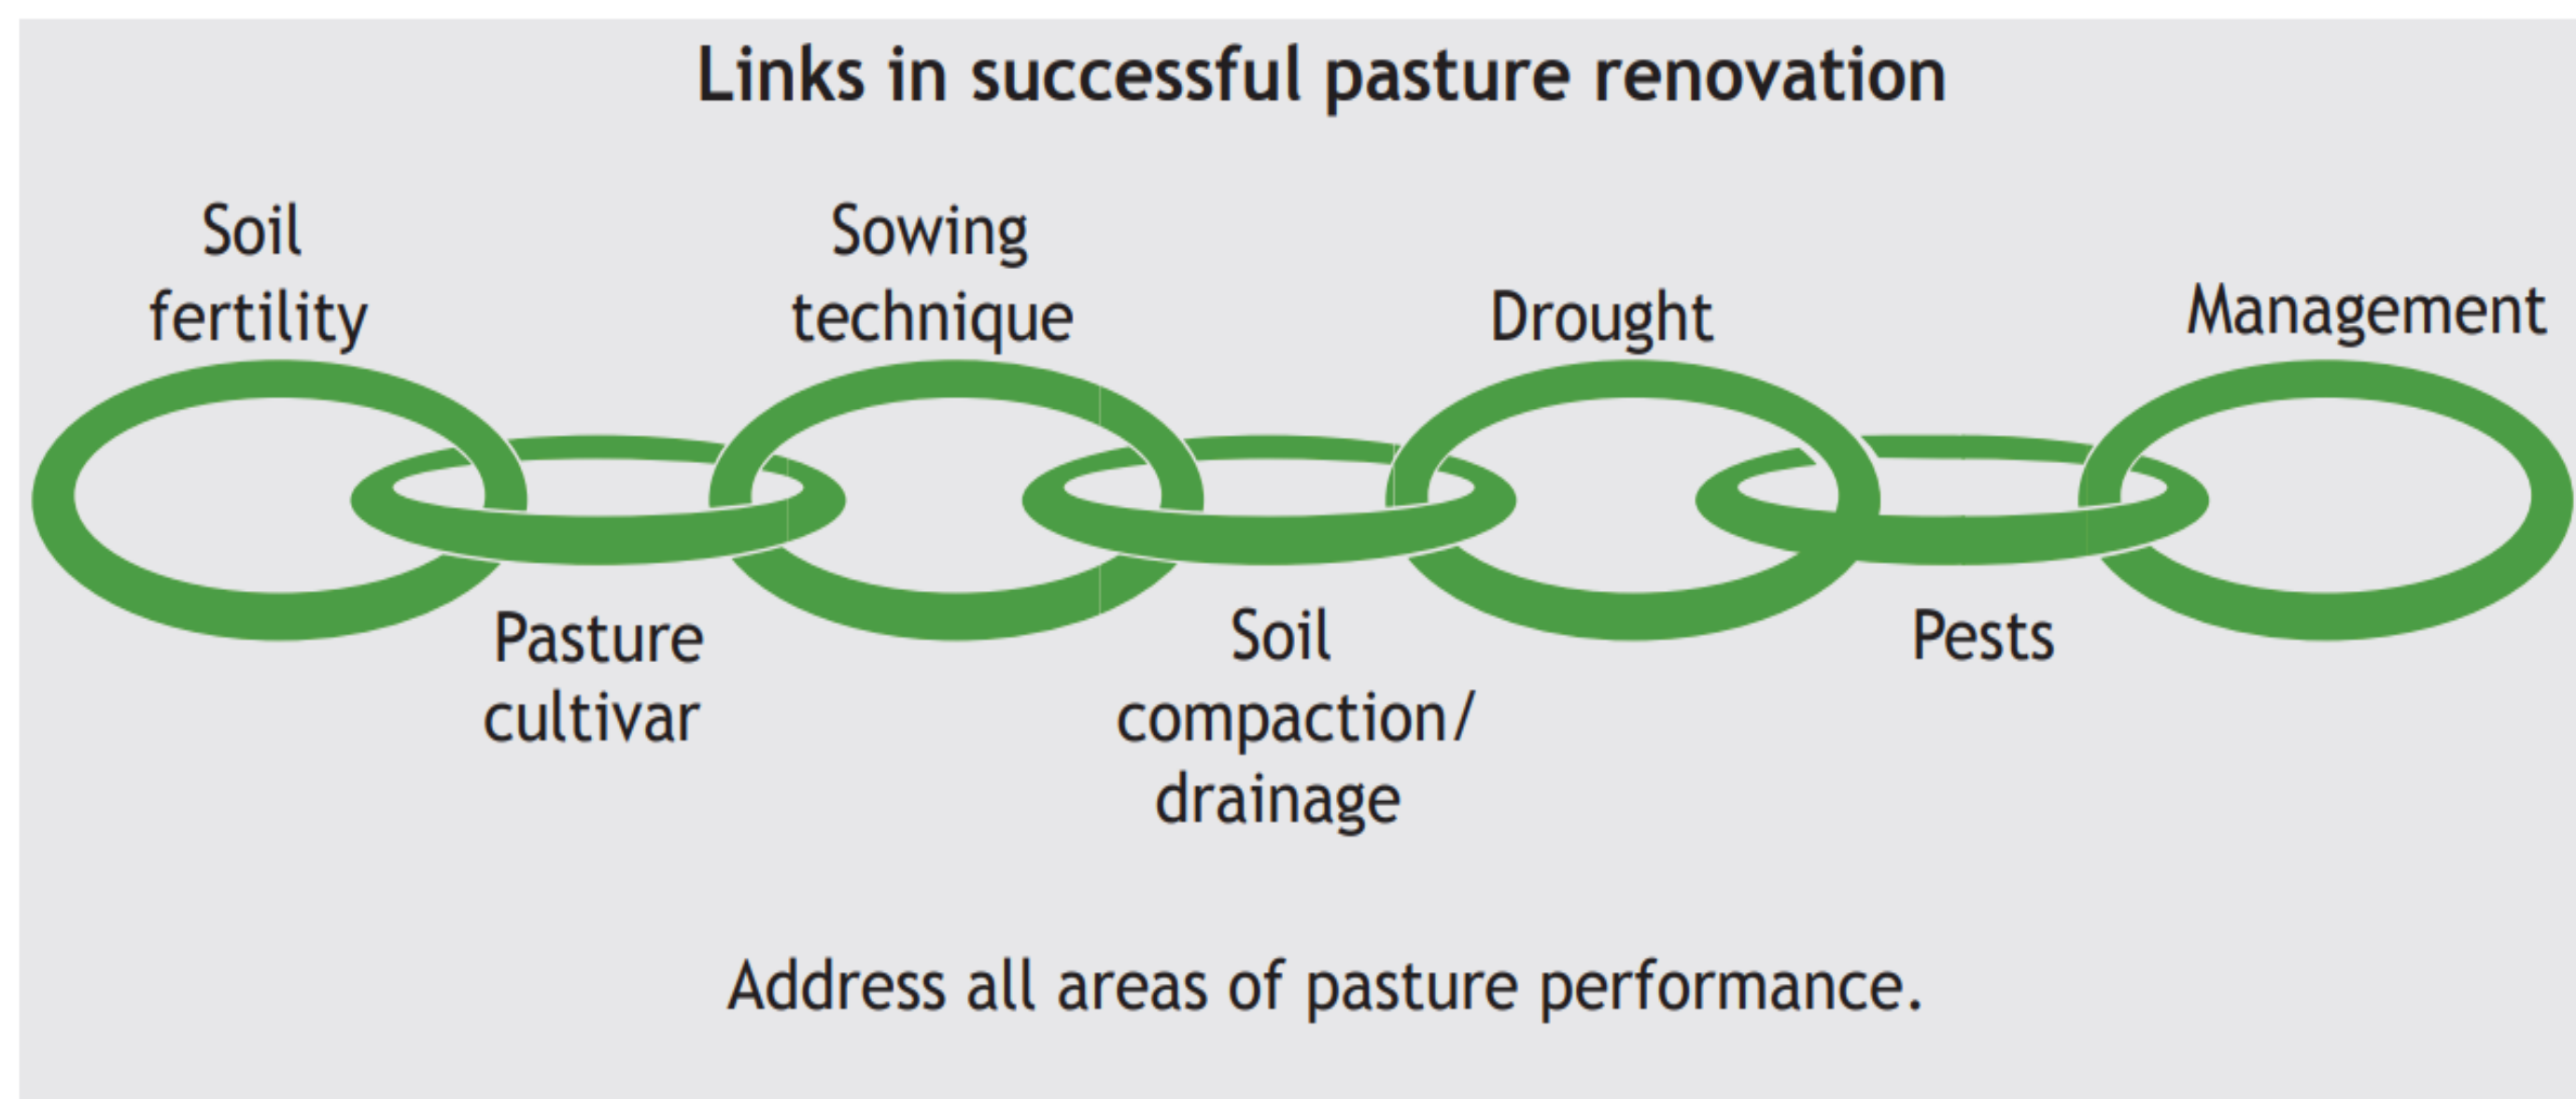 Links in successful pasture renovation
Soil
fertility
Sowing
technique
Drought
Management
Pasture
cultivar
Soil
compaction/
drainage
Pests
Address all areas of pasture performance.